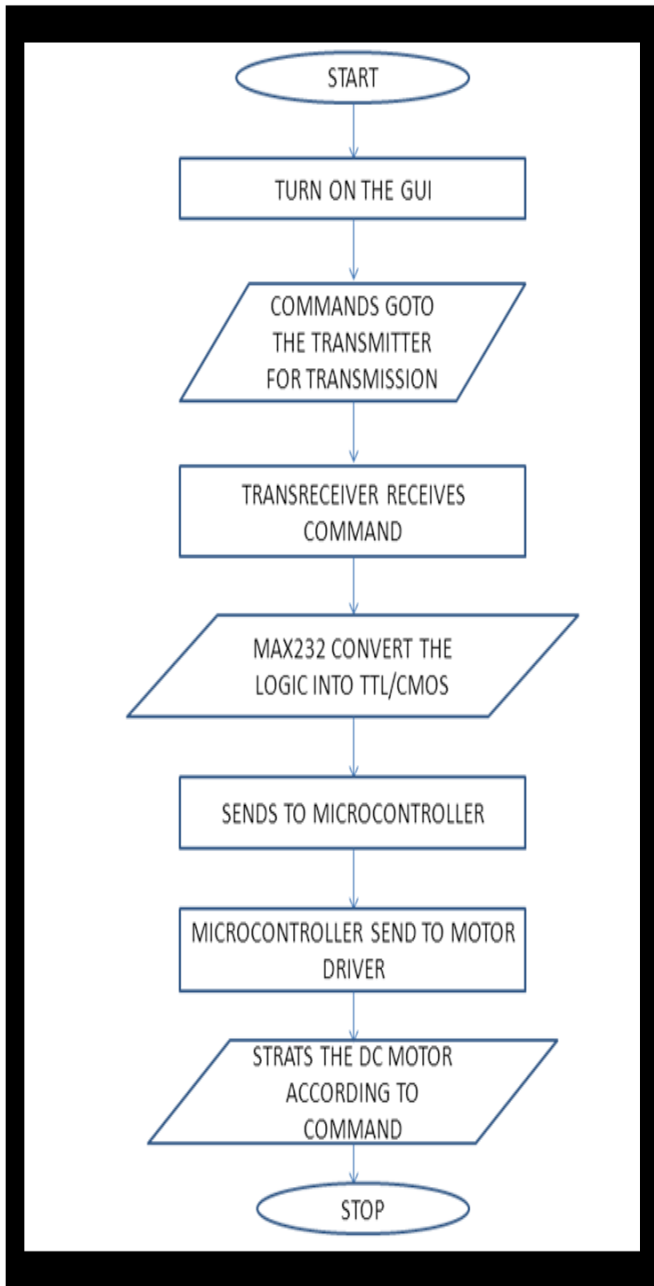 START
TURN ON THE GUI
COMMANDS GOTO
THE TRANSMITTER
FOR TRANSMISSION
TRANSRECEIVER RECEIVES
COMMAND
MAX232 CONVERT THE
LOGIC INTO TTL/CMOS
SENDS TO MICROCONTROLLER
MICROCONTROLLER SEND TO MOTOR
DRIVER
STRATS THE DC MOTOR
ACCORDING TO
COMMAND
STOP